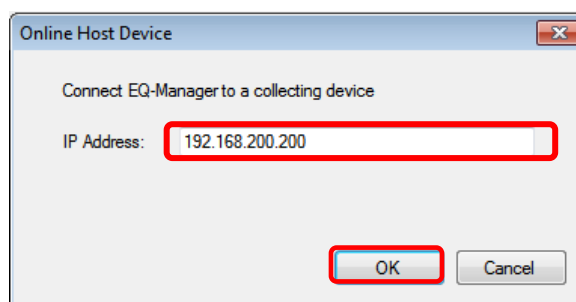 Online Host Device
Connect EQ-Manager to a collecting device
IP Address: 192.168.200.200
OK Cancel